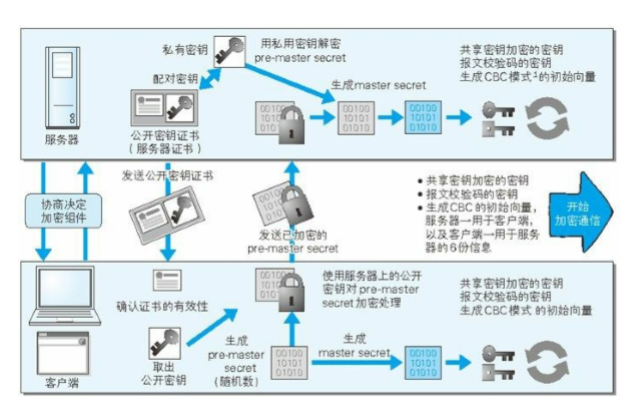 私有密钥
用私用密钥解密
pre-master secret
共享密钥加密的密钥
报文校验码的密钥
生成CBC模式¹的初始向量
配对密钥
生成master secret
00100
10101
01010
00100
10101
01010
服务器
公开密钥证书
（服务器证书）
协商决定
加密组件
发送公开密钥证书
发送已加密的
pre-master secret
• 共享密钥加密的密钥
• 报文校验码的密钥
• 生成CBC的初始向量，
服务器→用于客户端，
以及客户端→用于服务
器的6份信息
开始
加密通信
确认证书的有效性
使用服务器上的公开
密钥对pre-master
secret加密处理
共享密钥加密的密钥
报文校验码的密钥
生成CBC模式 的初始向量
取出
公开密钥
生成
pre-master
secret
（随机数）
00100
10101
01010
生成
master secret
00100
10101
01010
客户端